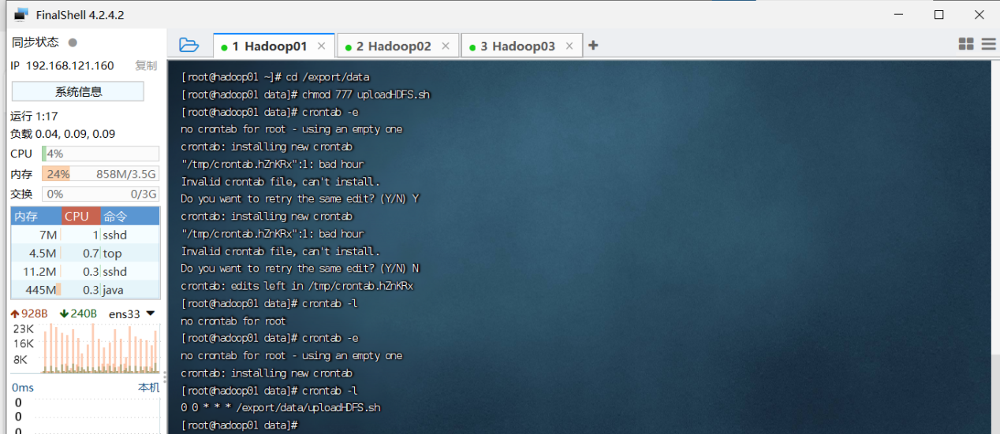 FinalShell 4.2.4.2
同步状态
IP 192.168.121.160 复制
系统信息
运行 1:17
负载 0.04, 0.09, 0.09
CPU 4%
内存 24% 858M/3.5G
交换 0% 0/3G
内存 CPU 命令
7M 1 sshd
4.5M 0.7 top
11.2M 0.3 sshd
445M 0.3 java
928B 240B ens33
23K
16K
8K
0ms 本机
0
0
0
1 Hadoop01
2 Hadoop02
3 Hadoop03
[root@hadoop01 ~]# cd /export/data
[root@hadoop01 data]# chmod 777 uploadHDFS.sh
[root@hadoop01 data]# crontab -e
no crontab for root - using an empty one
crontab: installing new crontab
"/tmp/crontab.hZnKRx":1: bad hour
Invalid crontab file, can't install.
Do you want to retry the same edit? (Y/N) Y
crontab: installing new crontab
"/tmp/crontab.hZnKRx":1: bad hour
Invalid crontab file, can't install.
Do you want to retry the same edit? (Y/N) N
crontab: edits left in /tmp/crontab.hZnKRx
[root@hadoop01 data]# crontab -l
no crontab for root
[root@hadoop01 data]# crontab -e
no crontab for root - using an empty one
crontab: installing new crontab
[root@hadoop01 data]# crontab -l
0 0 * * * /export/data/uploadHDFS.sh
[root@hadoop01 data]#